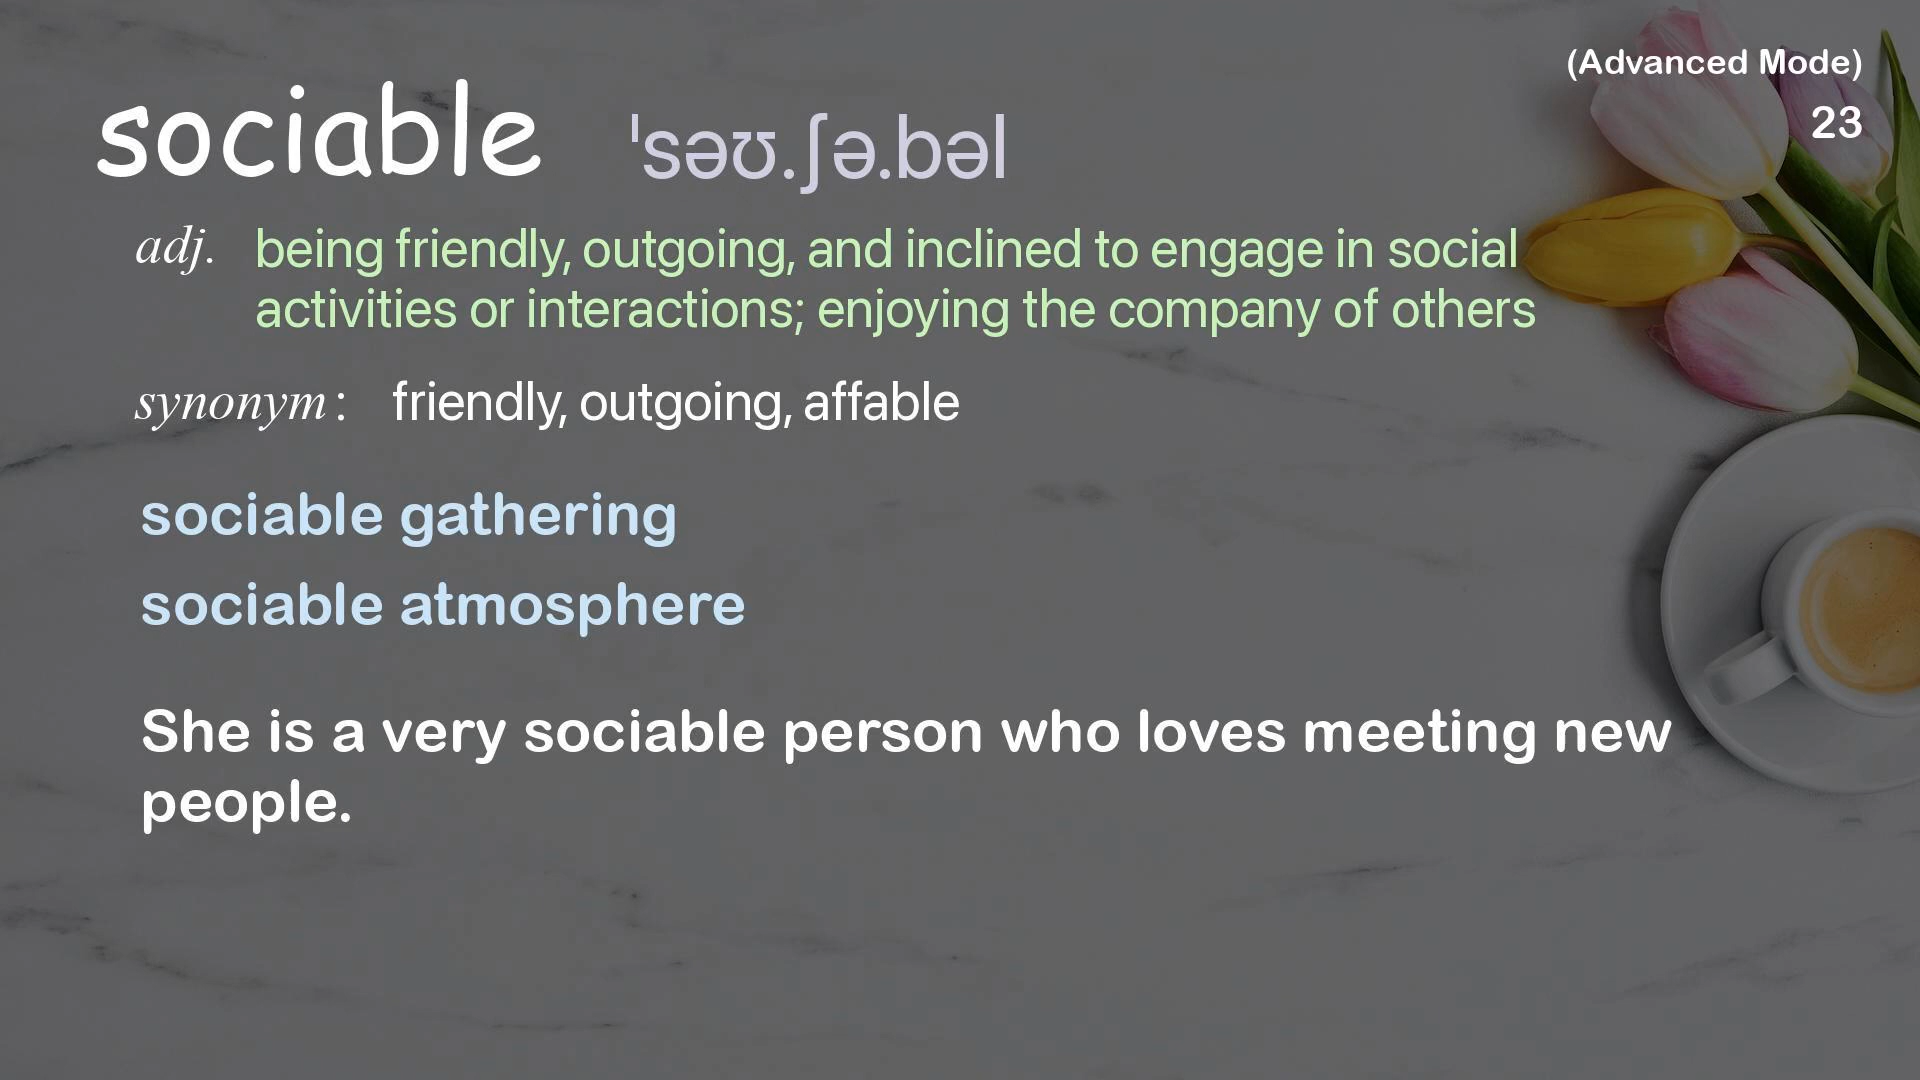 (Advanced Mode)
23
sociable ˈsəʊ.ʃə.bəl
adj. being friendly, outgoing, and inclined to engage in social
activities or interactions; enjoying the company of others
synonym: friendly, outgoing, affable
sociable gathering
sociable atmosphere
She is a very sociable person who loves meeting new
people.